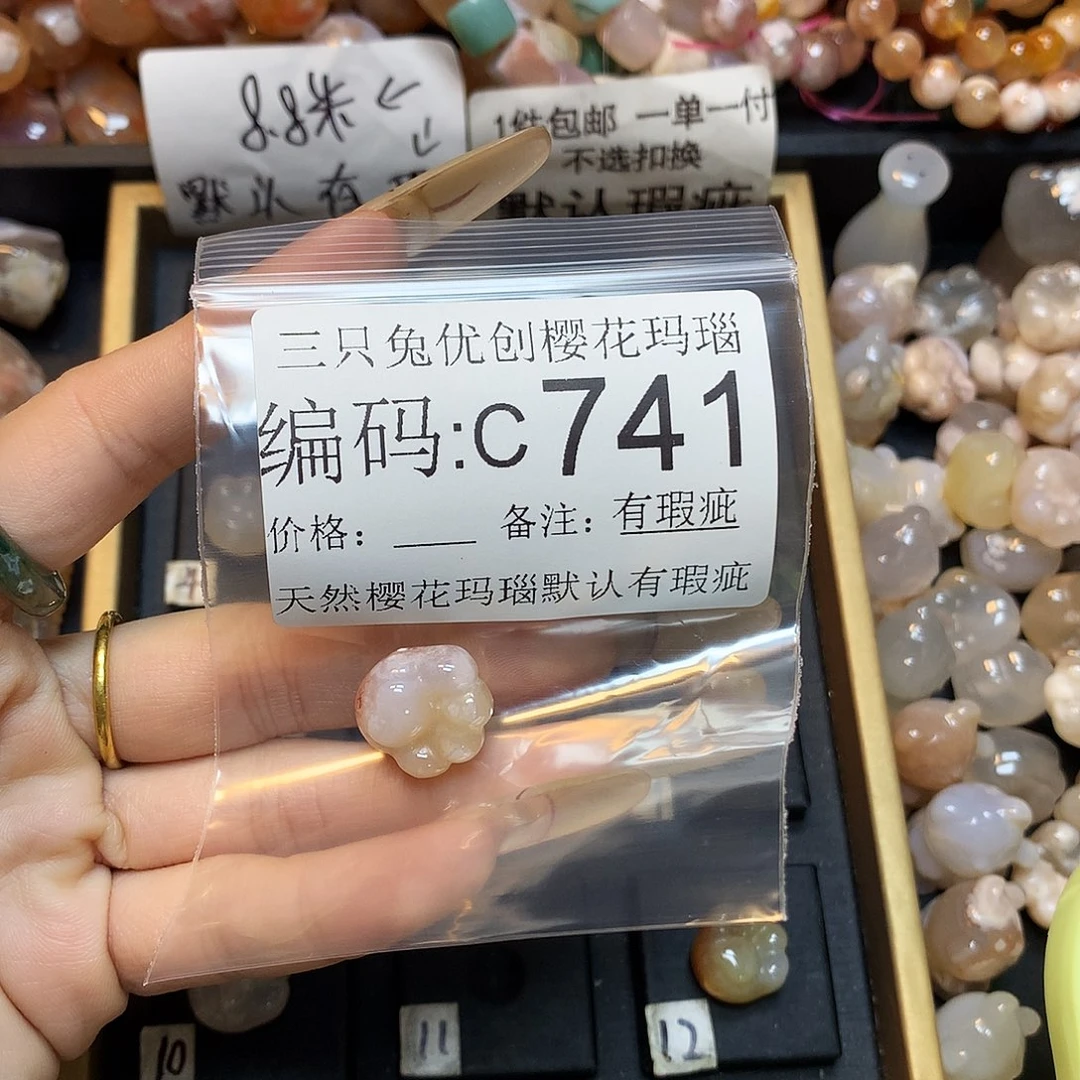 8.8米
默认有
1件包邮 一单一付
不选扣换
默认瑕疵
三只兔优创樱花玛瑙
编码:C741
价格: 备注: 有瑕疵
天然樱花玛瑙默认有瑕疵
4
10
11
12